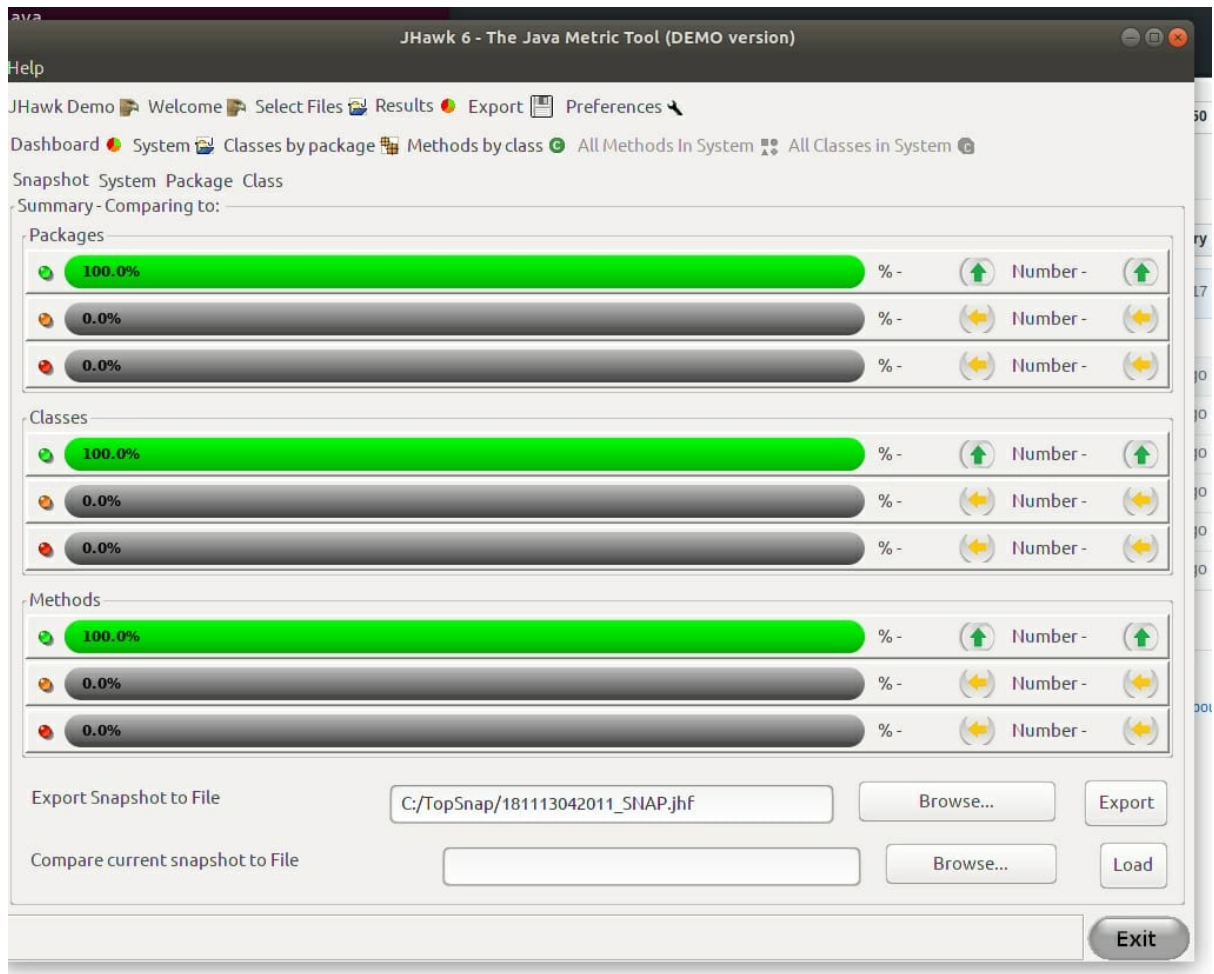 ava
JHawk 6 - The Java Metric Tool (DEMO version)
Help
JHawk Demo Welcome Select Files Results Export Preferences
Dashboard System Classes by package Methods by class All Methods In System All Classes in System
Snapshot System Package Class
Summary - Comparing to:
Packages
100.0% % - Number -
0.0% % - Number -
0.0% % - Number -
Classes
100.0% % - Number -
0.0% % - Number -
0.0% % - Number -
Methods
100.0% % - Number -
0.0% % - Number -
0.0% % - Number -
Export Snapshot to File C:/TopSnap/181113042011_SNAP.jhf Browse... Export
Compare current snapshot to File Browse... Load
Exit